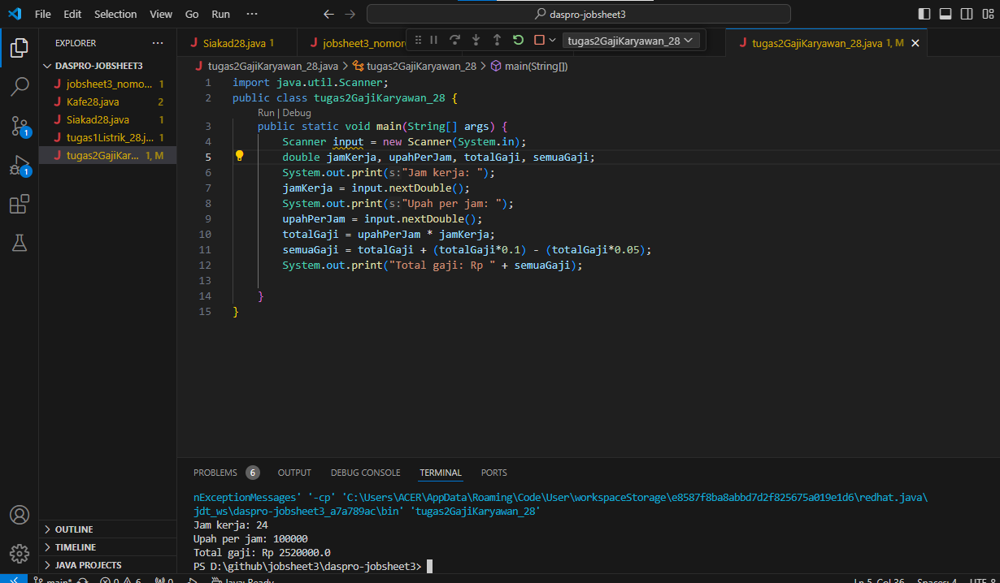 File Edit Selection View Go Run ··· daspro-jobsheet3
EXPLORER ···
DASPRO-JOBSHEET3
jobsheet3_nomo... 1
Kafe28.java 2
Siakad28.java 1
tugas1Listrik_28.j... 1
tugas2GajiKar... 1, M
OUTLINE
TIMELINE
JAVA PROJECTS
1
1
Siakad28.java 1 jobsheet3_nomor tugas2GajiKaryawan_28 tugas2GajiKaryawan_28.java 1, M
tugas2GajiKaryawan_28.java > tugas2GajiKaryawan_28 > main(String[])
1 import java.util.Scanner;
2 public class tugas2GajiKaryawan_28 {
Run | Debug
3 public static void main(String[] args) {
4 Scanner input = new Scanner(System.in);
5 double jamKerja, upahPerJam, totalGaji, semuaGaji;
6 System.out.print(s:"Jam kerja: ");
7 jamKerja = input.nextDouble();
8 System.out.print(s:"Upah per jam: ");
9 upahPerJam = input.nextDouble();
10 totalGaji = upahPerJam * jamKerja;
11 semuaGaji = totalGaji + (totalGaji*0.1) - (totalGaji*0.05);
12 System.out.print("Total gaji: Rp " + semuaGaji);
13
14 }
15 }
PROBLEMS 6 OUTPUT DEBUG CONSOLE TERMINAL PORTS
nExceptionMessages' '-cp' 'C:\Users\ACER\AppData\Roaming\Code\User\workspaceStorage\e8587f8ba8abbd7d2f825675a019e1d6\redhat.java\
jdt_ws\daspro-jobsheet3_a7a789ac\bin' 'tugas2GajiKaryawan_28'
Jam kerja: 24
Upah per jam: 100000
Total gaji: Rp 2520000.0
PS D:\github\jobsheet3\daspro-jobsheet3>
main* 0 6 0 Java: Ready Ln 5, Col 36 Spaces: 4 UTF-8